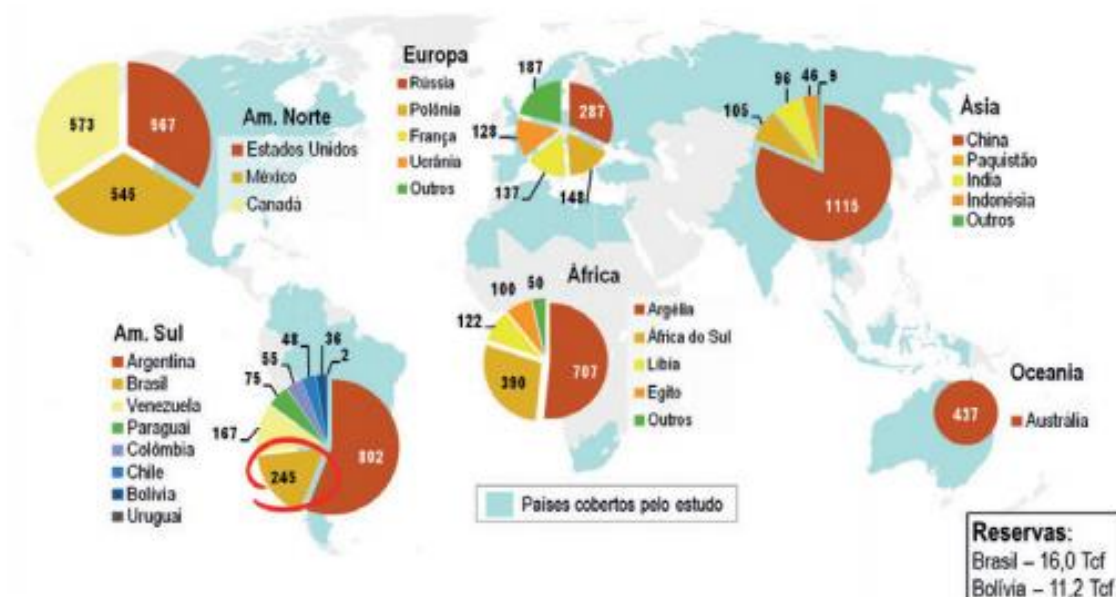 Am. Norte
Estados Unidos
México
Canadá
573
567
545
Europa
Rússia
Polônia
França
Ucrânia
Outros
187
287
128
137
148
Ásia
China
Paquistão
India
Indonésia
Outros
105
96
46
9
1115
Am. Sul
Argentina
Brasil
Venezuela
Paraguai
Colômbia
Chile
Bolívia
Uruguai
48
36
55
2
75
167
245
802
África
Argélia
África do Sul
Líbia
Egito
Outros
100
50
122
390
707
Oceania
Austrália
437
Países cobertos pelo estudo
Reservas:
Brasil – 16,0 Tcf
Bolívia – 11,2 Tcf